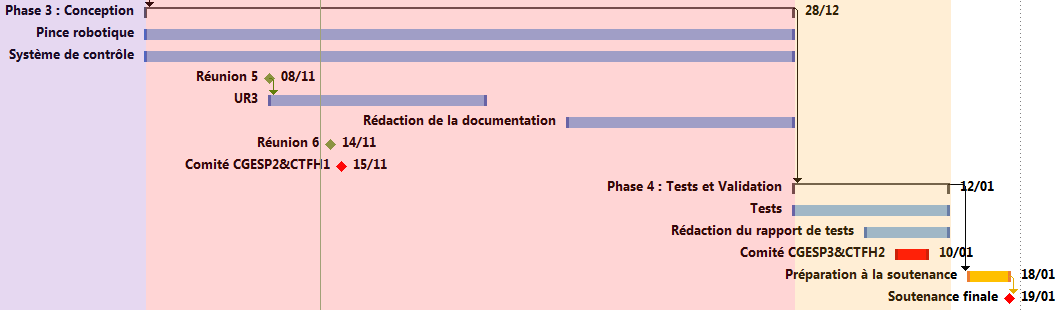 Phase 3 : Conception 28/12
Pince robotique
Système de contrôle
Réunion 5 08/11
UR3
Rédaction de la documentation
Réunion 6 14/11
Comité CGESP2&CTFH1 15/11
Phase 4 : Tests et Validation 12/01
Tests
Rédaction du rapport de tests
Comité CGESP3&CTFH2 10/01
Préparation à la soutenance 18/01
Soutenance finale 19/01